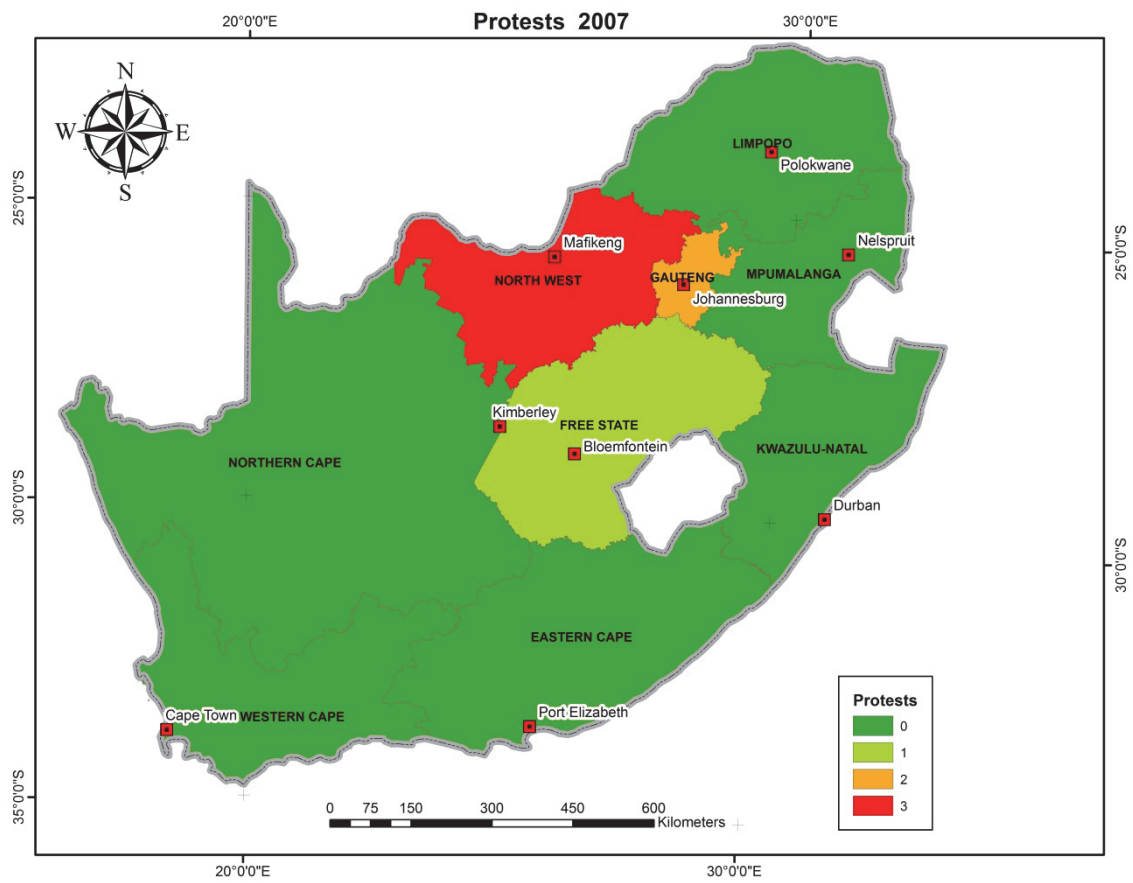 Protests 2007
20°0'0"E
30°0'0"E
N
W
E
S
25°0'0"S
25°0'0"S
LIMPOPO
Polokwane
Mafikeng
NORTH WEST
GAUTENG
Johannesburg
Nelspruit
MPUMALANGA
Kimberley
FREE STATE
Bloemfontein
KWAZULU-NATAL
NORTHERN CAPE
Durban
30°0'0"S
30°0'0"S
EASTERN CAPE
Cape Town
WESTERN CAPE
Port Elizabeth
Protests
0
1
2
3
35°0'0"S
0 75 150 300 450 600
Kilometers
20°0'0"E
30°0'0"E